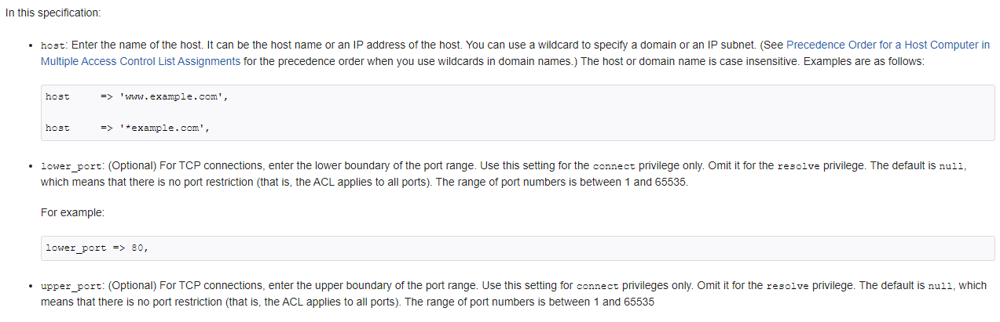 In this specification:
• host: Enter the name of the host. It can be the host name or an IP address of the host. You can use a wildcard to specify a domain or an IP subnet. (See Precedence Order for a Host Computer in
Multiple Access Control List Assignments for the precedence order when you use wildcards in domain names.) The host or domain name is case insensitive. Examples are as follows:
host     => 'www.example.com',
host     => '*example.com',
• lower_port: (Optional) For TCP connections, enter the lower boundary of the port range. Use this setting for the connect privilege only. Omit it for the resolve privilege. The default is null,
which means that there is no port restriction (that is, the ACL applies to all ports). The range of port numbers is between 1 and 65535.
For example:
lower_port => 80,
• upper_port: (Optional) For TCP connections, enter the upper boundary of the port range. Use this setting for connect privileges only. Omit it for the resolve privilege. The default is null, which
means that there is no port restriction (that is, the ACL applies to all ports). The range of port numbers is between 1 and 65535